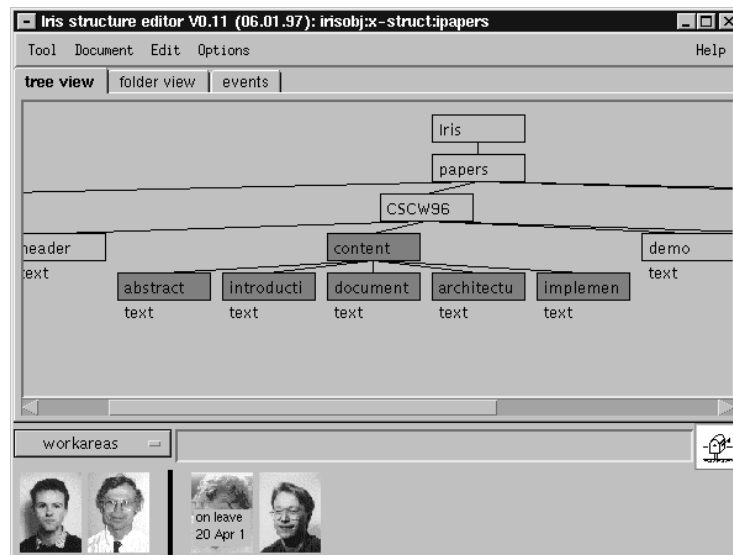 Iris structure editor V0.11 (06.01.97): irisobj:x-struct:ipapers
Tool Document Edit Options Help
tree view folder view events
Iris
papers
CSCW96
header content demo
text text
abstract introducti document architectu implemen
text text text text text
workareas
on leave
20 Apr 1